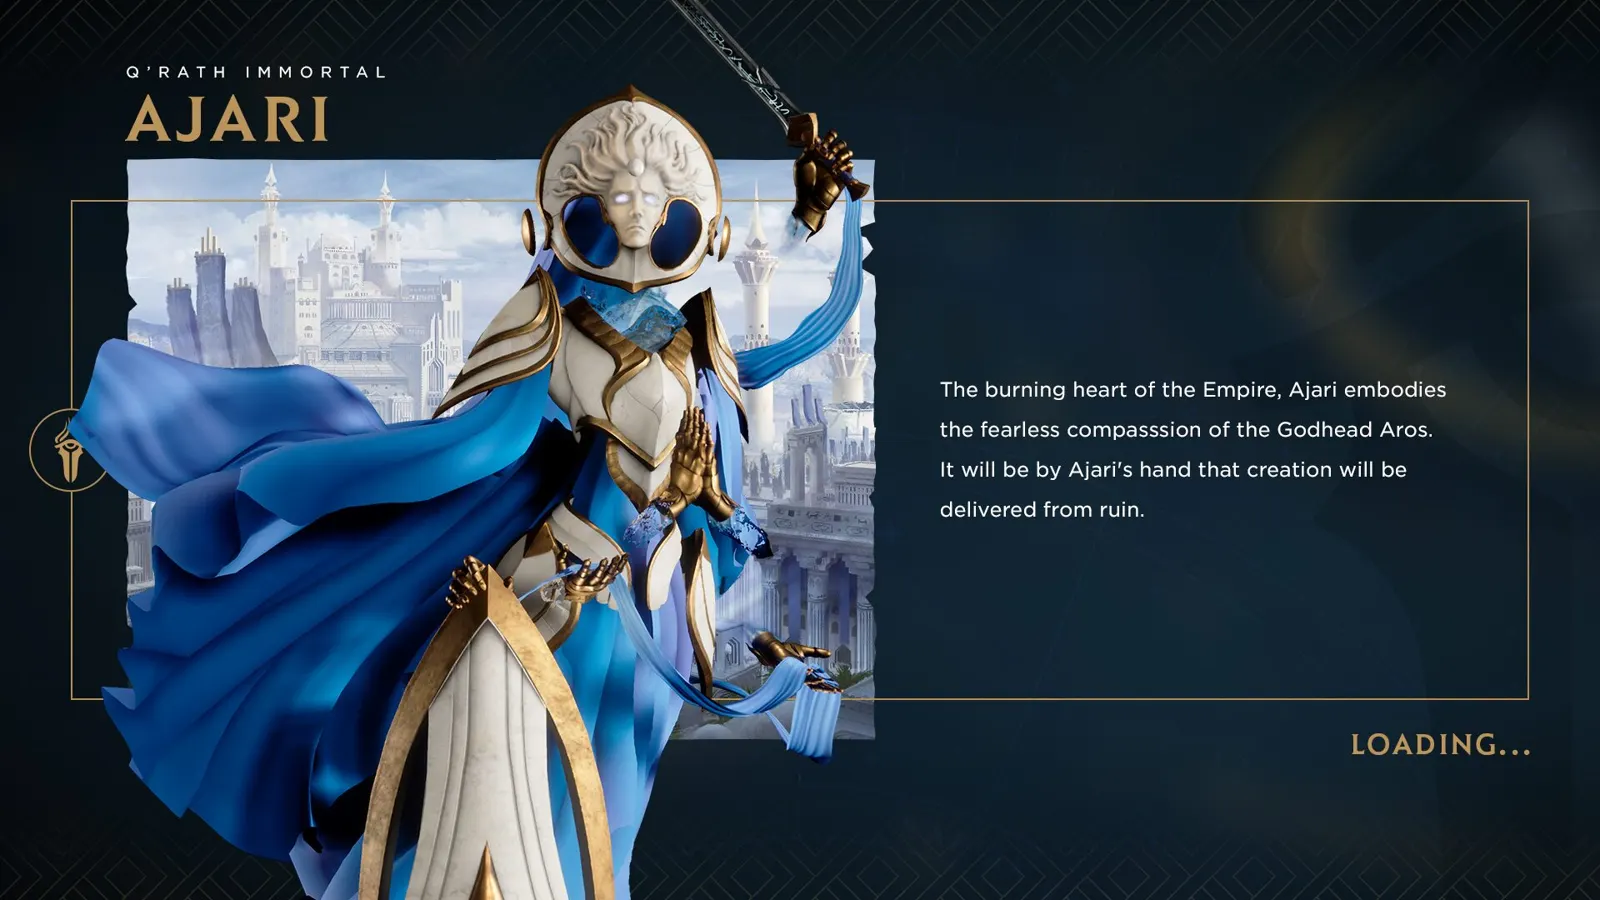 Q'RATH IMMORTAL
AJARI
The burning heart of the Empire, Ajari embodies
the fearless compasssion of the Godhead Aros.
It will be by Ajari's hand that creation will be
delivered from ruin.
LOADING...